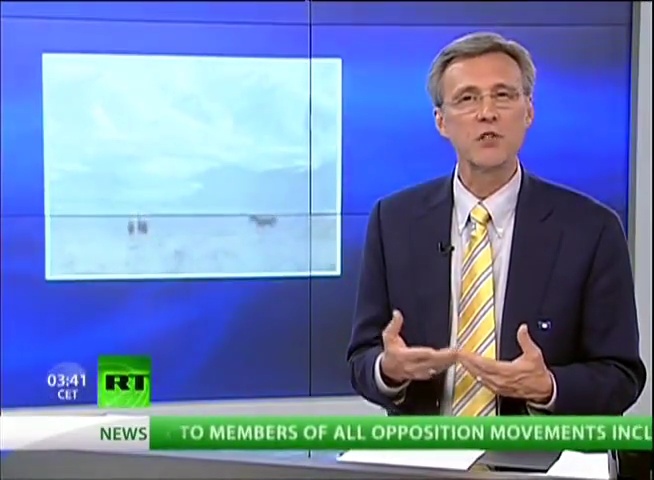 03:41
CET
RT
NEWS
TO MEMBERS OF ALL OPPOSITION MOVEMENTS INCL